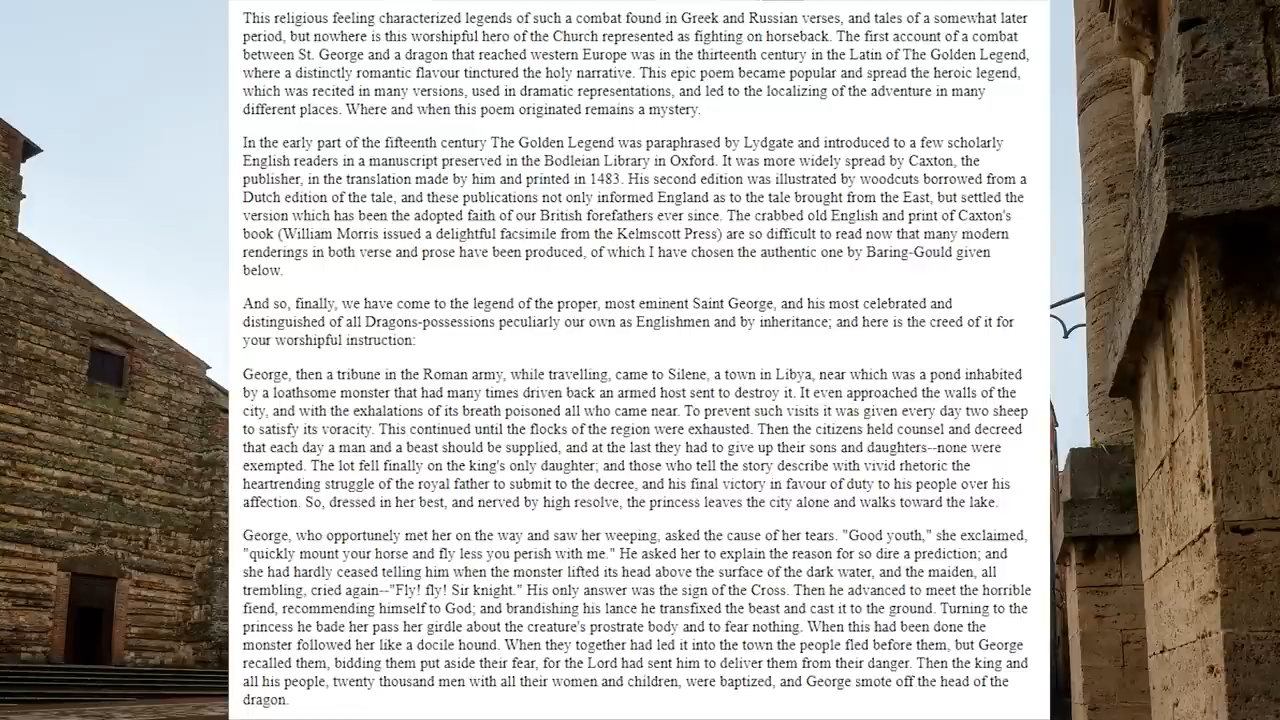 This religious feeling characterized legends of such a combat found in Greek and Russian verses, and tales of a somewhat later
period, but nowhere is this worshipful hero of the Church represented as fighting on horseback. The first account of a combat
between St. George and a dragon that reached western Europe was in the thirteenth century in the Latin of The Golden Legend,
where a distinctly romantic flavour tinctured the holy narrative. This epic poem became popular and spread the heroic legend,
which was recited in many versions, used in dramatic representations, and led to the localizing of the adventure in many
different places. Where and when this poem originated remains a mystery.
In the early part of the fifteenth century The Golden Legend was paraphrased by Lydgate and introduced to a few scholarly
English readers in a manuscript preserved in the Bodleian Library in Oxford. It was more widely spread by Caxton, the
publisher, in the translation made by him and printed in 1483. His second edition was illustrated by woodcuts borrowed from a
Dutch edition of the tale, and these publications not only informed England as to the tale brought from the East, but settled the
version which has been the adopted faith of our British forefathers ever since. The crabbed old English and print of Caxton's
book (William Morris issued a delightful facsimile from the Kelmscott Press) are so difficult to read now that many modern
renderings in both verse and prose have been produced, of which I have chosen the authentic one by Baring-Gould given
below.
And so, finally, we have come to the legend of the proper, most eminent Saint George, and his most celebrated and
distinguished of all Dragons-possessions peculiarly our own as Englishmen and by inheritance; and here is the creed of it for
your worshipful instruction:
George, then a tribune in the Roman army, while travelling, came to Silene, a town in Libya, near which was a pond inhabited
by a loathsome monster that had many times driven back an armed host sent to destroy it. It even approached the walls of the
city, and with the exhalations of its breath poisoned all who came near. To prevent such visits it was given every day two sheep
to satisfy its voracity. This continued until the flocks of the region were exhausted. Then the citizens held counsel and decreed
that each day a man and a beast should be supplied, and at the last they had to give up their sons and daughters--none were
exempted. The lot fell finally on the king's only daughter; and those who tell the story describe with vivid rhetoric the
heartrending struggle of the royal father to submit to the decree, and his final victory in favour of duty to his people over his
affection. So, dressed in her best, and nerved by high resolve, the princess leaves the city alone and walks toward the lake.
George, who opportunely met her on the way and saw her weeping, asked the cause of her tears. "Good youth," she exclaimed,
"quickly mount your horse and fly less you perish with me." He asked her to explain the reason for so dire a prediction; and
she had hardly ceased telling him when the monster lifted its head above the surface of the dark water, and the maiden, all
trembling, cried again--"Fly! fly! Sir knight." His only answer was the sign of the Cross. Then he advanced to meet the horrible
fiend, recommending himself to God; and brandishing his lance he transfixed the beast and cast it to the ground. Turning to the
princess he bade her pass her girdle about the creature's prostrate body and to fear nothing. When this had been done the
monster followed her like a docile hound. When they together had led it into the town the people fled before them, but George
recalled them, bidding them put aside their fear, for the Lord had sent him to deliver them from their danger. Then the king and
all his people, twenty thousand men with all their women and children, were baptized, and George smote off the head of the
dragon.